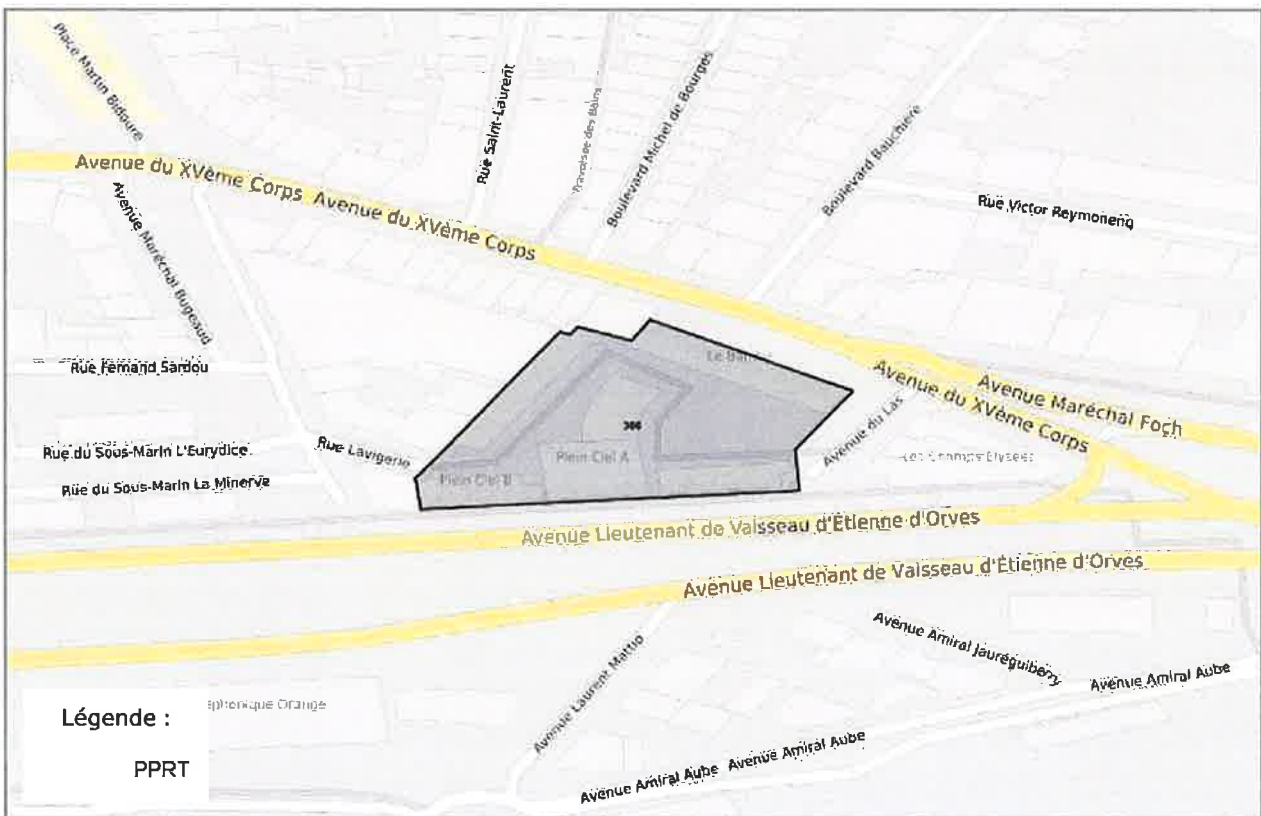 Place Martin Bidouré
Rue Saint-Laurent
Traverse des Bains
Boulevard Michel de Bourges
Boulevard Bauchiere
Avenue du XVème Corps Avenue du XVème Corps
Rue Victor Reymonenq
Avenue Maréchal Bugeaud
Rue Fernand Sardou
Avenue du XVème Corps
Avenue Maréchal Foch
366
Avenue du Las
Rue Lavigerie
Rue du Sous-Marin L'Eurydice
Rue du Sous-Marin La Minerve
Plein Ciel A
Plein Ciel B
Les Champs Elysées
Avenue Lieutenant de Vaisseau d'Étienne d'Orves
Avenue Lieutenant de Vaisseau d'Étienne d'Orves
Avenue Laurent Mattio
Avenue Amiral Jauréguiberry
Avenue Amiral Aube
Avenue Amiral Aube Avenue Amiral Aube
éphonique Orange
Légende :
PPRT